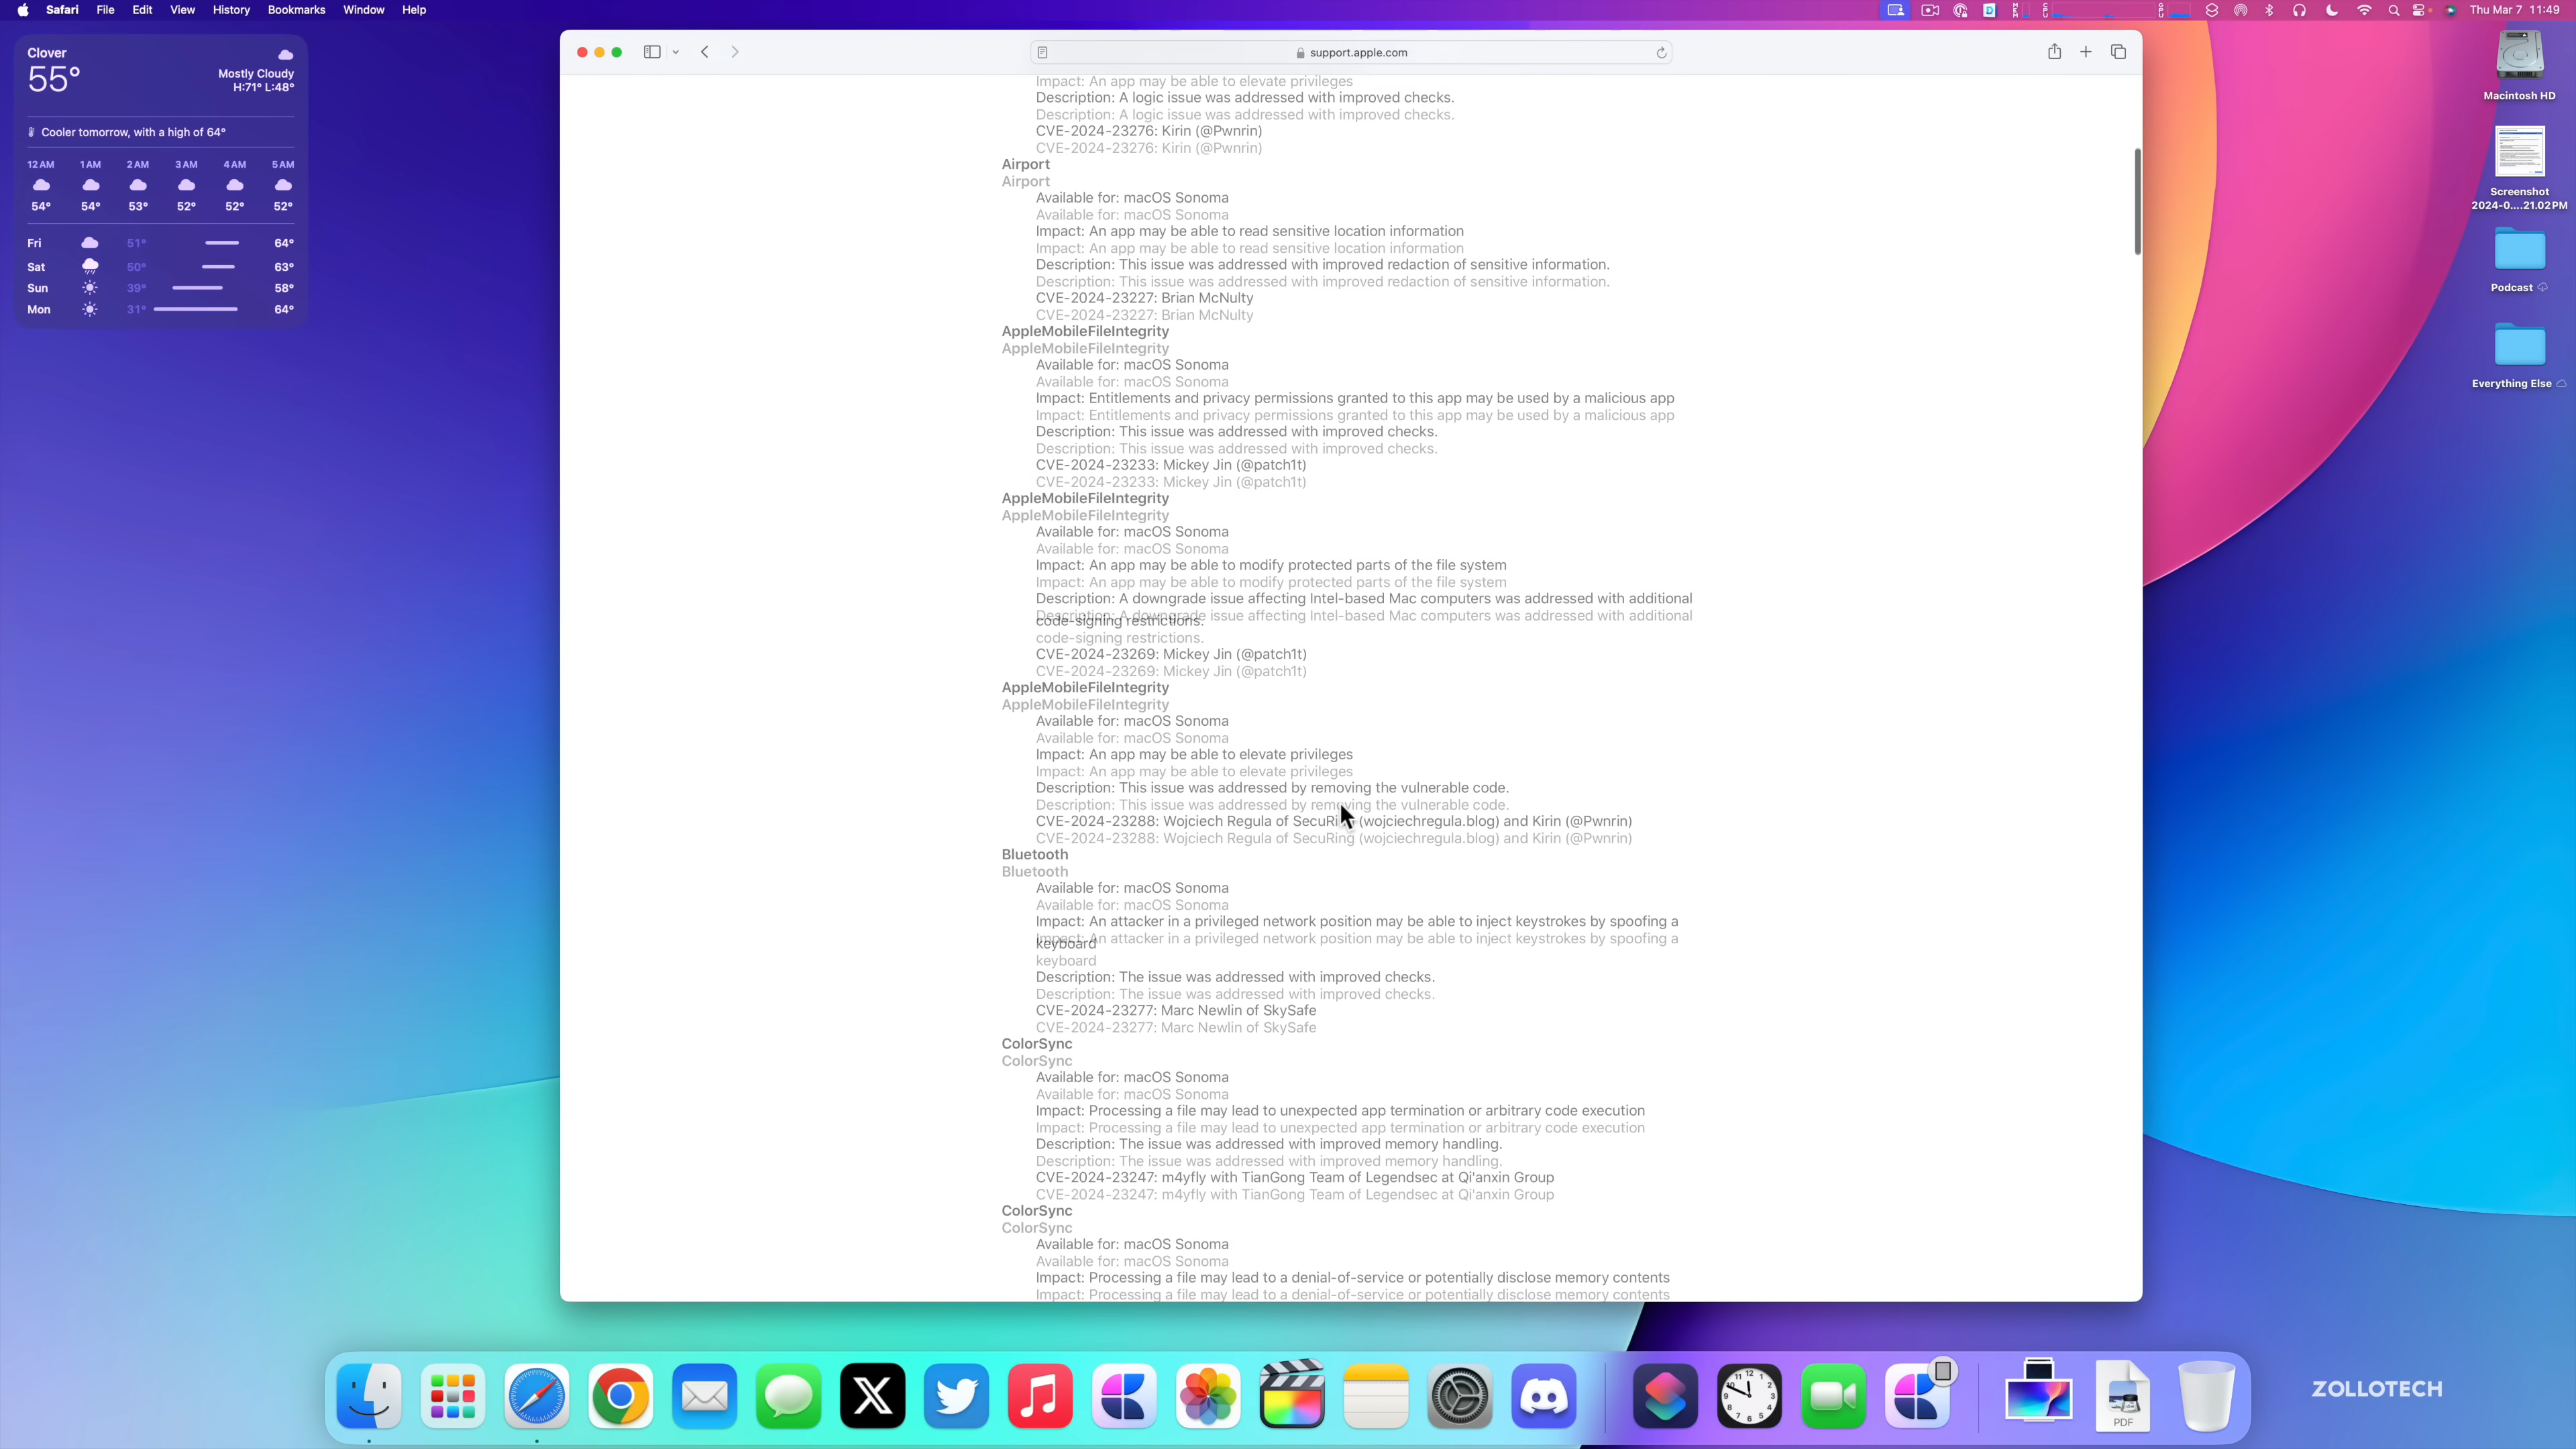 Safari File Edit View History Bookmarks Window Help
Thu Mar 7 11:49
Clover
55°
Mostly Cloudy
H:71° L:48°
Cooler tomorrow, with a high of 64°
12AM 1AM 2AM 3AM 4AM 5AM
54° 54° 53° 52° 52° 52°
Fri 51° 64°
Sat 50° 63°
Sun 39° 58°
Mon 31° 64°
support.apple.com
Impact: An app may be able to elevate privileges
Description: A logic issue was addressed with improved checks.
Description: A logic issue was addressed with improved checks.
CVE-2024-23276: Kirin (@Pwnrin)
CVE-2024-23276: Kirin (@Pwnrin)
Airport
Airport
Available for: macOS Sonoma
Available for: macOS Sonoma
Impact: An app may be able to read sensitive location information
Impact: An app may be able to read sensitive location information
Description: This issue was addressed with improved redaction of sensitive information.
Description: This issue was addressed with improved redaction of sensitive information.
CVE-2024-23227: Brian McNulty
CVE-2024-23227: Brian McNulty
AppleMobileFileIntegrity
AppleMobileFileIntegrity
Available for: macOS Sonoma
Available for: macOS Sonoma
Impact: Entitlements and privacy permissions granted to this app may be used by a malicious app
Impact: Entitlements and privacy permissions granted to this app may be used by a malicious app
Description: This issue was addressed with improved checks.
Description: This issue was addressed with improved checks.
CVE-2024-23233: Mickey Jin (@patch1t)
CVE-2024-23233: Mickey Jin (@patch1t)
AppleMobileFileIntegrity
AppleMobileFileIntegrity
Available for: macOS Sonoma
Available for: macOS Sonoma
Impact: An app may be able to modify protected parts of the file system
Impact: An app may be able to modify protected parts of the file system
Description: A downgrade issue affecting Intel-based Mac computers was addressed with additional
Description: A downgrade issue affecting Intel-based Mac computers was addressed with additional
code-signing restrictions.
code-signing restrictions.
CVE-2024-23269: Mickey Jin (@patch1t)
CVE-2024-23269: Mickey Jin (@patch1t)
AppleMobileFileIntegrity
AppleMobileFileIntegrity
Available for: macOS Sonoma
Available for: macOS Sonoma
Impact: An app may be able to elevate privileges
Impact: An app may be able to elevate privileges
Description: This issue was addressed by removing the vulnerable code.
Description: This issue was addressed by removing the vulnerable code.
CVE-2024-23288: Wojciech Regula of SecuRing (wojciechregula.blog) and Kirin (@Pwnrin)
CVE-2024-23288: Wojciech Regula of SecuRing (wojciechregula.blog) and Kirin (@Pwnrin)
Bluetooth
Bluetooth
Available for: macOS Sonoma
Available for: macOS Sonoma
Impact: An attacker in a privileged network position may be able to inject keystrokes by spoofing a
Impact: An attacker in a privileged network position may be able to inject keystrokes by spoofing a
keyboard
keyboard
Description: The issue was addressed with improved checks.
Description: The issue was addressed with improved checks.
CVE-2024-23277: Marc Newlin of SkySafe
CVE-2024-23277: Marc Newlin of SkySafe
ColorSync
ColorSync
Available for: macOS Sonoma
Available for: macOS Sonoma
Impact: Processing a file may lead to unexpected app termination or arbitrary code execution
Impact: Processing a file may lead to unexpected app termination or arbitrary code execution
Description: The issue was addressed with improved memory handling.
Description: The issue was addressed with improved memory handling.
CVE-2024-23247: m4yfly with TianGong Team of Legendsec at Qi'anxin Group
CVE-2024-23247: m4yfly with TianGong Team of Legendsec at Qi'anxin Group
ColorSync
ColorSync
Available for: macOS Sonoma
Available for: macOS Sonoma
Impact: Processing a file may lead to a denial-of-service or potentially disclose memory contents
Impact: Processing a file may lead to a denial-of-service or potentially disclose memory contents
Macintosh HD
Screenshot
2024-0....21.02PM
Podcast
Everything Else
PDF
ZOLLOTECH